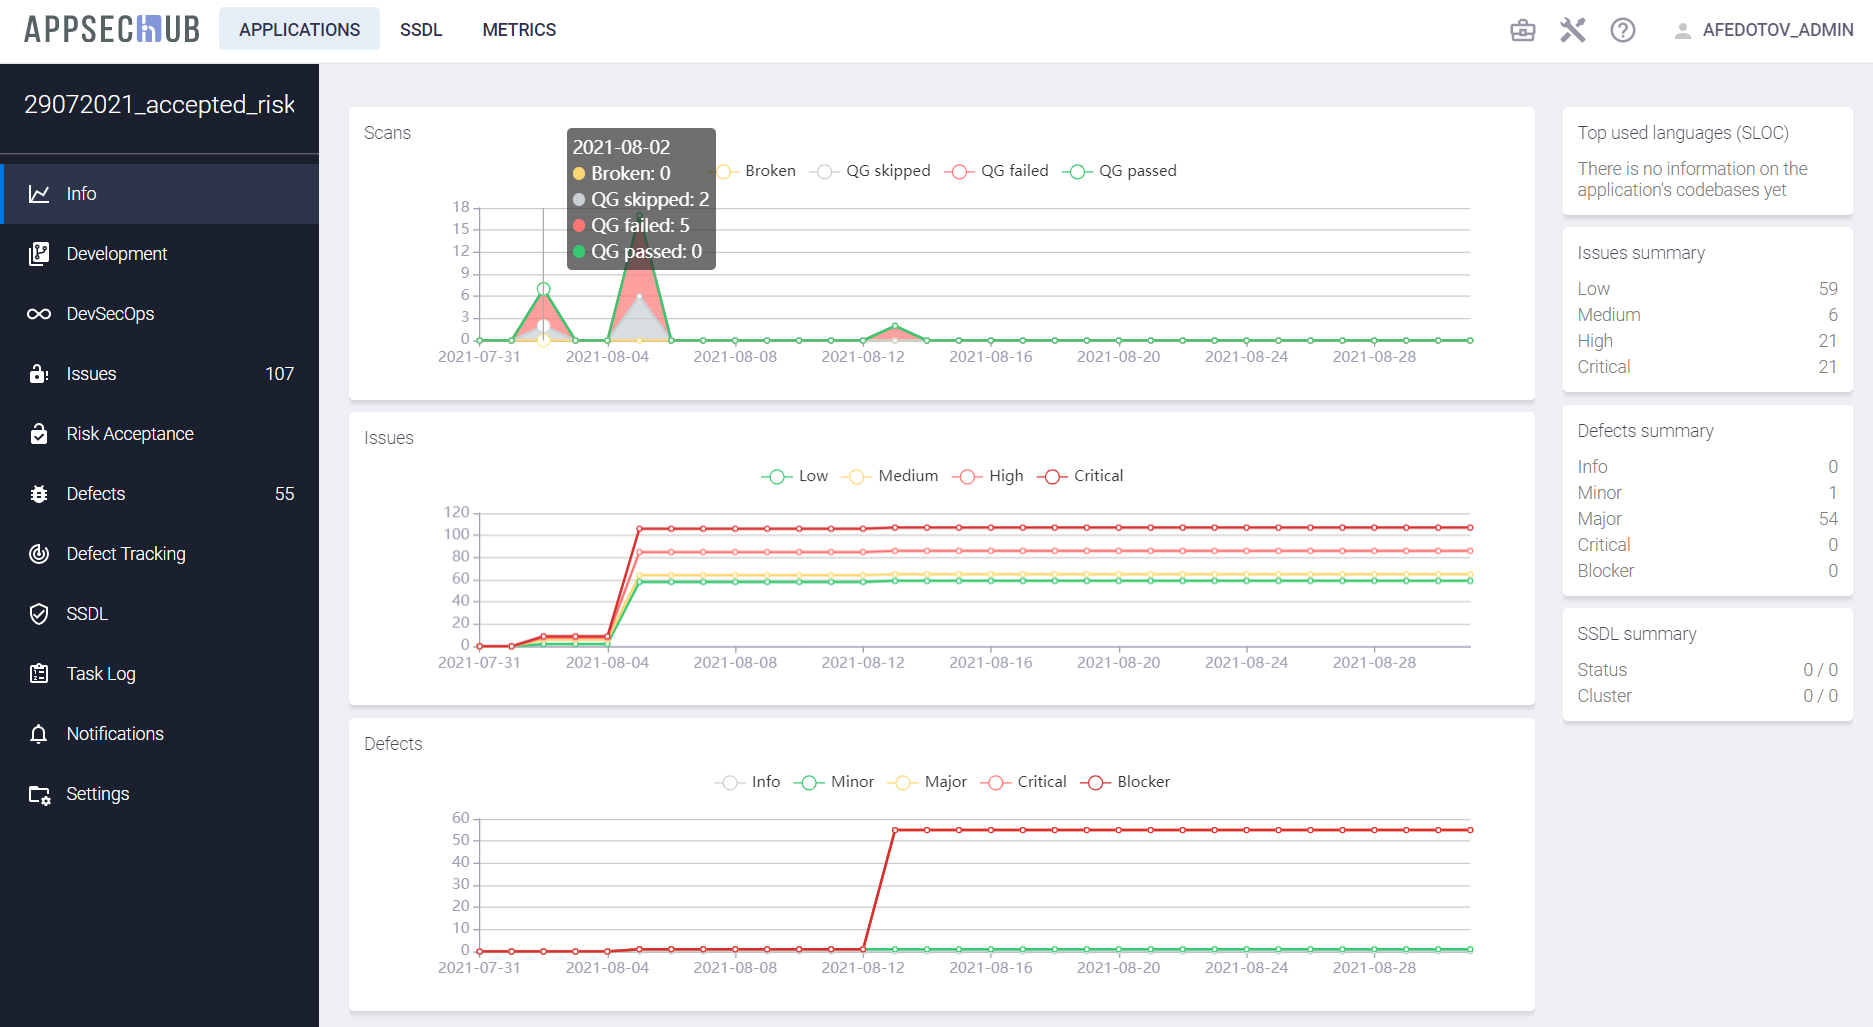 APPSECHUB
APPLICATIONS
SSDL
METRICS
AFEDOTOV_ADMIN
29072021_accepted_risk
Info
Development
DevSecOps
Issues 107
Risk Acceptance
Defects 55
Defect Tracking
SSDL
Task Log
Notifications
Settings
Scans
2021-08-02
Broken: 0
QG skipped: 2
QG failed: 5
QG passed: 0
Broken QG skipped QG failed QG passed
18
15
12
9
6
3
0
2021-07-31 2021-08-04 2021-08-08 2021-08-12 2021-08-16 2021-08-20 2021-08-24 2021-08-28
Issues
Low Medium High Critical
120
100
80
60
40
20
0
2021-07-31 2021-08-04 2021-08-08 2021-08-12 2021-08-16 2021-08-20 2021-08-24 2021-08-28
Defects
Info Minor Major Critical Blocker
60
50
40
30
20
10
0
2021-07-31 2021-08-04 2021-08-08 2021-08-12 2021-08-16 2021-08-20 2021-08-24 2021-08-28
Top used languages (SLOC)
There is no information on the
application's codebases yet
Issues summary
Low 59
Medium 6
High 21
Critical 21
Defects summary
Info 0
Minor 1
Major 54
Critical 0
Blocker 0
SSDL summary
Status 0 / 0
Cluster 0 / 0